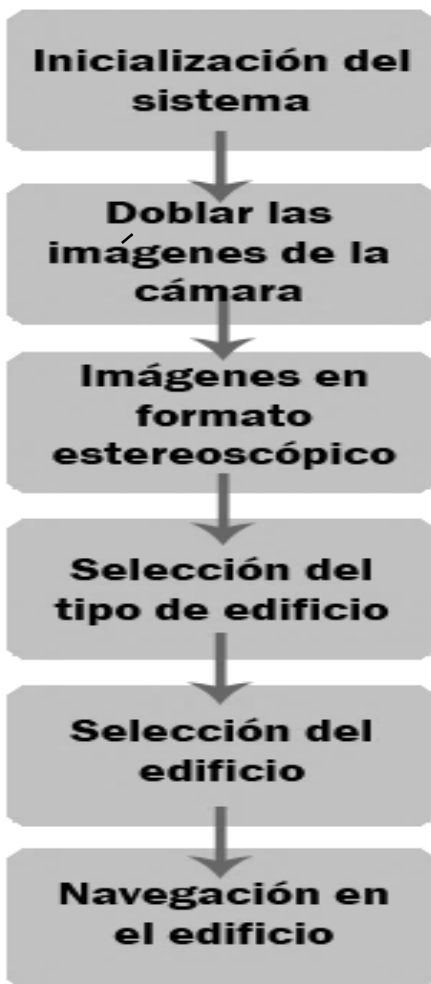 Inicialización del
sistema
Doblar las
imágenes de la
cámara
Imágenes en
formato
estereoscópico
Selección del
tipo de edificio
Selección del
edificio
Navegación en
el edificio